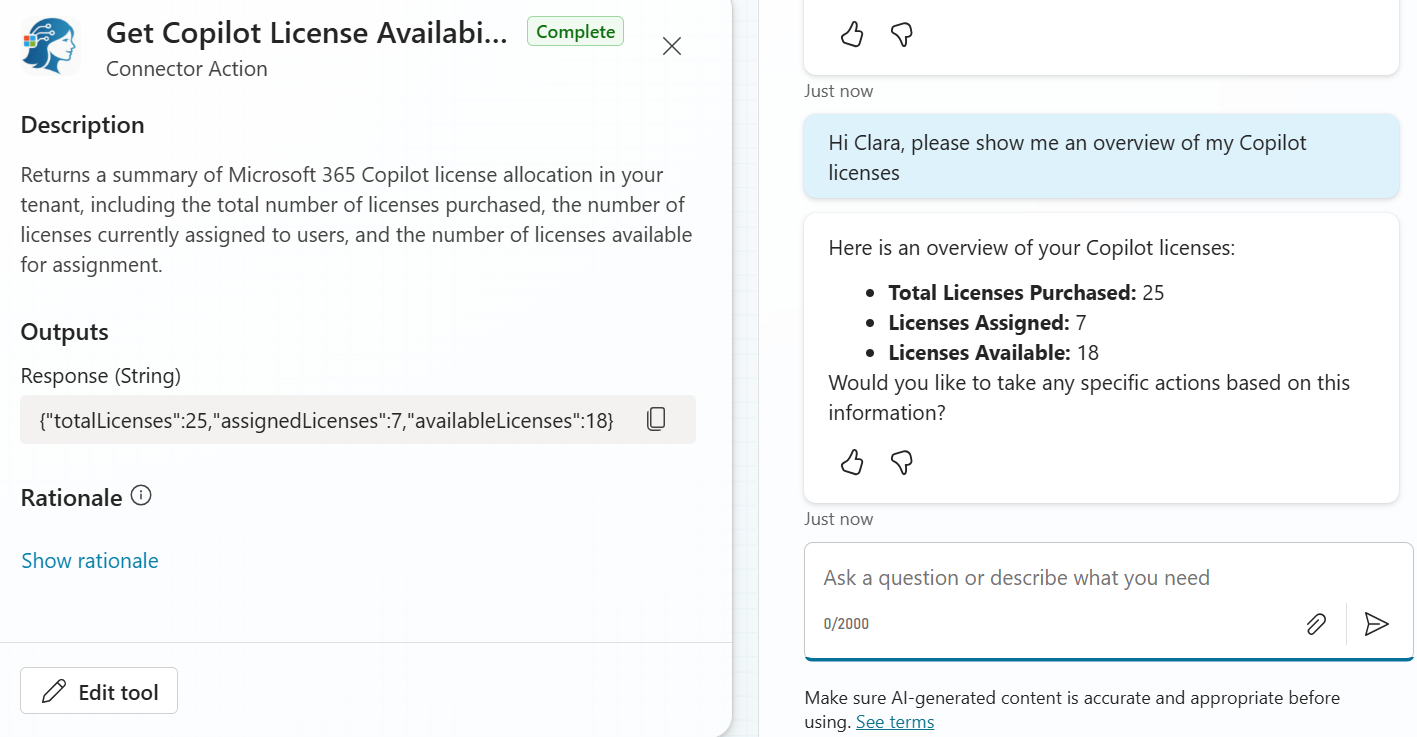 Get Copilot License Availabi...
Complete
Connector Action
Description
Returns a summary of Microsoft 365 Copilot license allocation in your
tenant, including the total number of licenses purchased, the number of
licenses currently assigned to users, and the number of licenses available
for assignment.
Outputs
Response (String)
{"totalLicenses":25,"assignedLicenses":7,"availableLicenses":18}
Rationale
Show rationale
Edit tool
Just now
Hi Clara, please show me an overview of my Copilot
licenses
Here is an overview of your Copilot licenses:
• Total Licenses Purchased: 25
• Licenses Assigned: 7
• Licenses Available: 18
Would you like to take any specific actions based on this
information?
Just now
Ask a question or describe what you need
0/2000
Make sure AI-generated content is accurate and appropriate before
using. See terms